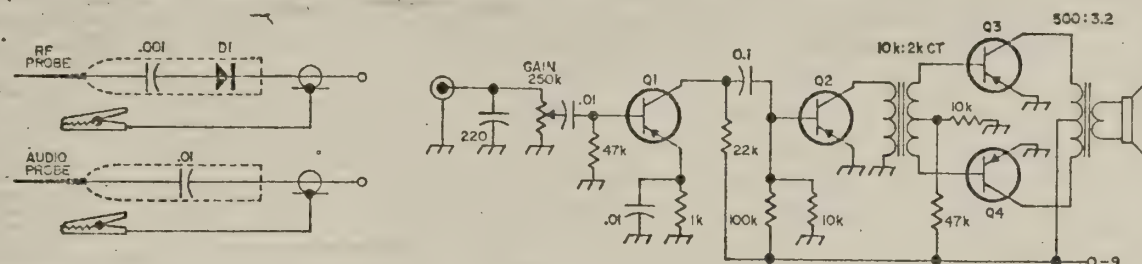 RF
PROBE
.001
D1
AUDIO
PROBE
.01
220
GAIN
250k
.01
47k
Q1
.01
1k
0.1
22k
100k
10k
Q2
10k:2k CT
Q3
10k
47k
Q4
500:3.2
-9